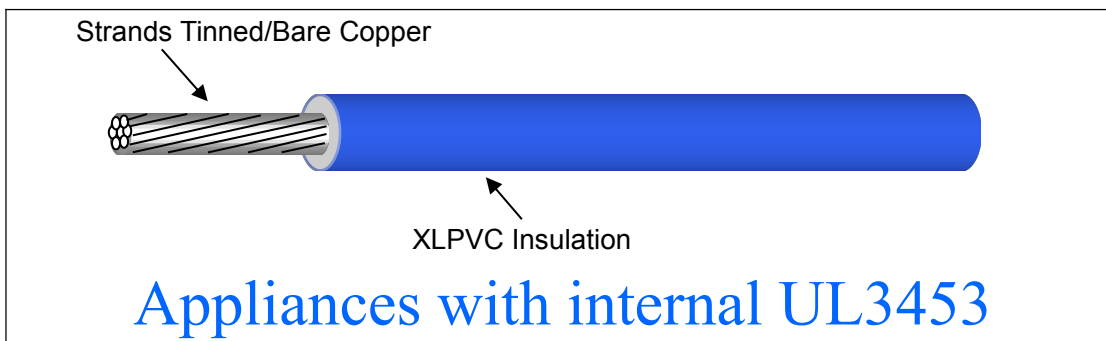 Strands Tinned/Bare Copper
XLPVC Insulation
Appliances with internal UL3453